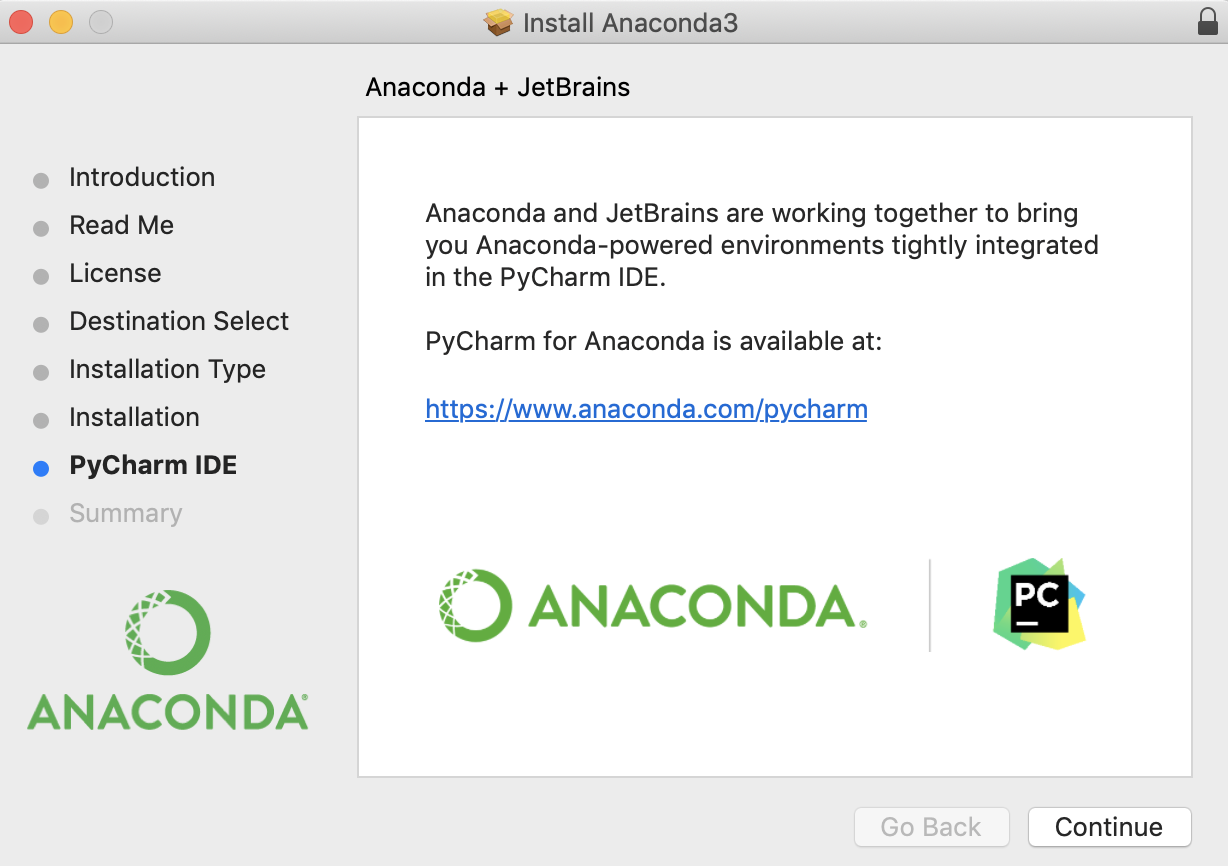 Install Anaconda3
Anaconda + JetBrains
Introduction
Read Me
License
Destination Select
Installation Type
Installation
PyCharm IDE
Summary
ANACONDA®
Anaconda and JetBrains are working together to bring
you Anaconda-powered environments tightly integrated
in the PyCharm IDE.
PyCharm for Anaconda is available at:
https://www.anaconda.com/pycharm
ANACONDA®
PC
Go Back
Continue